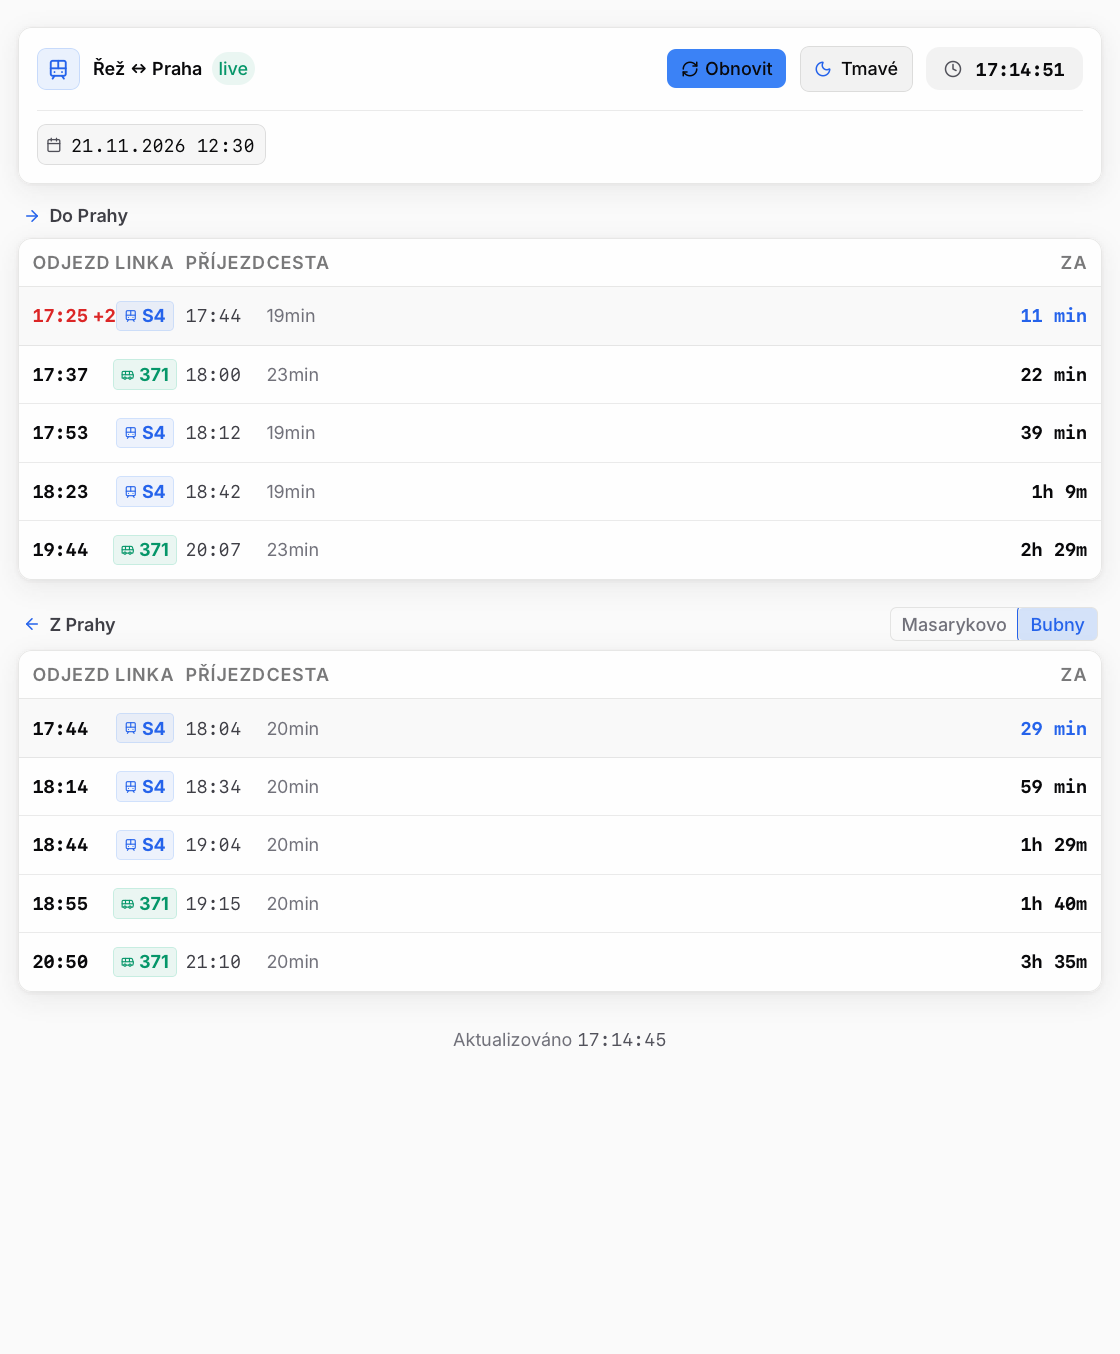 Řež ↔ Praha live Obnovit Tmavé 17:14:51
21.11.2026 12:30
Do Prahy
ODJEZD LINKA PŘÍJEZD CESTA ZA
17:25 +2 S4 17:44 19min 11 min
17:37 371 18:00 23min 22 min
17:53 S4 18:12 19min 39 min
18:23 S4 18:42 19min 1h 9m
19:44 371 20:07 23min 2h 29m
Z Prahy Masarykovo Bubny
ODJEZD LINKA PŘÍJEZD CESTA ZA
17:44 S4 18:04 20min 29 min
18:14 S4 18:34 20min 59 min
18:44 S4 19:04 20min 1h 29m
18:55 371 19:15 20min 1h 40m
20:50 371 21:10 20min 3h 35m
Aktualizováno 17:14:45